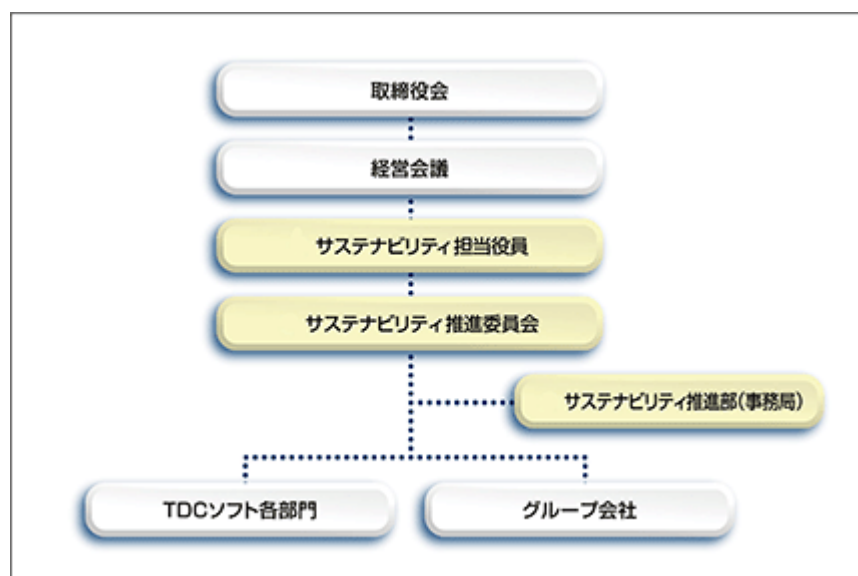 取締役会
経営会議
サステナビリティ担当役員
サステナビリティ推進委員会
サステナビリティ推進部(事務局)
TDCソフト各部門
グループ会社